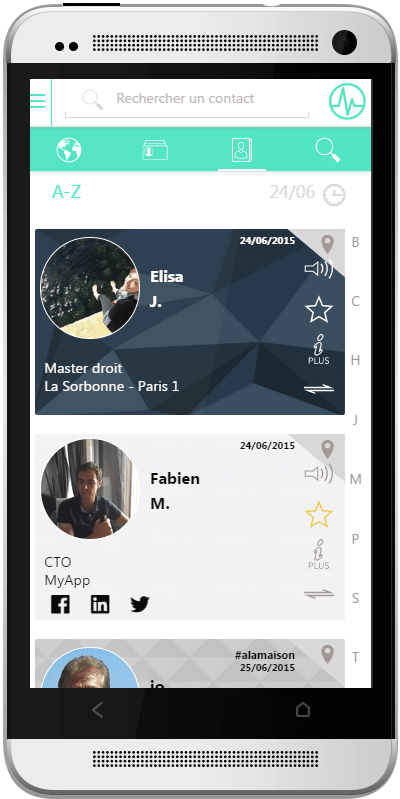 Rechercher un contact
A-Z
24/06
24/06/2015
Elisa
J.
PLUS
Master droit
La Sorbonne - Paris 1
24/06/2015
Fabien
M.
PLUS
CTO
MyApp
#alamaison
25/06/2015
B
C
H
J
M
P
S
T